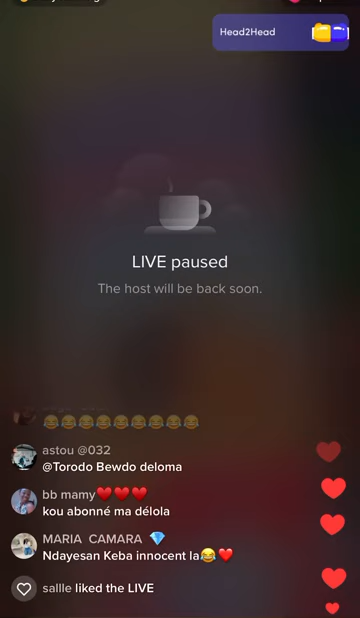 Head2Head
LIVE paused
The host will be back soon.
😂😂😂😂😂😂😂😂😂
astou @032
@Torodo Bewdo deloma
bb mamy❤️❤️❤️
kou abonné ma délola
MARIA CAMARA 💎
Ndayesan Keba innocent la😂❤️
sallle liked the LIVE